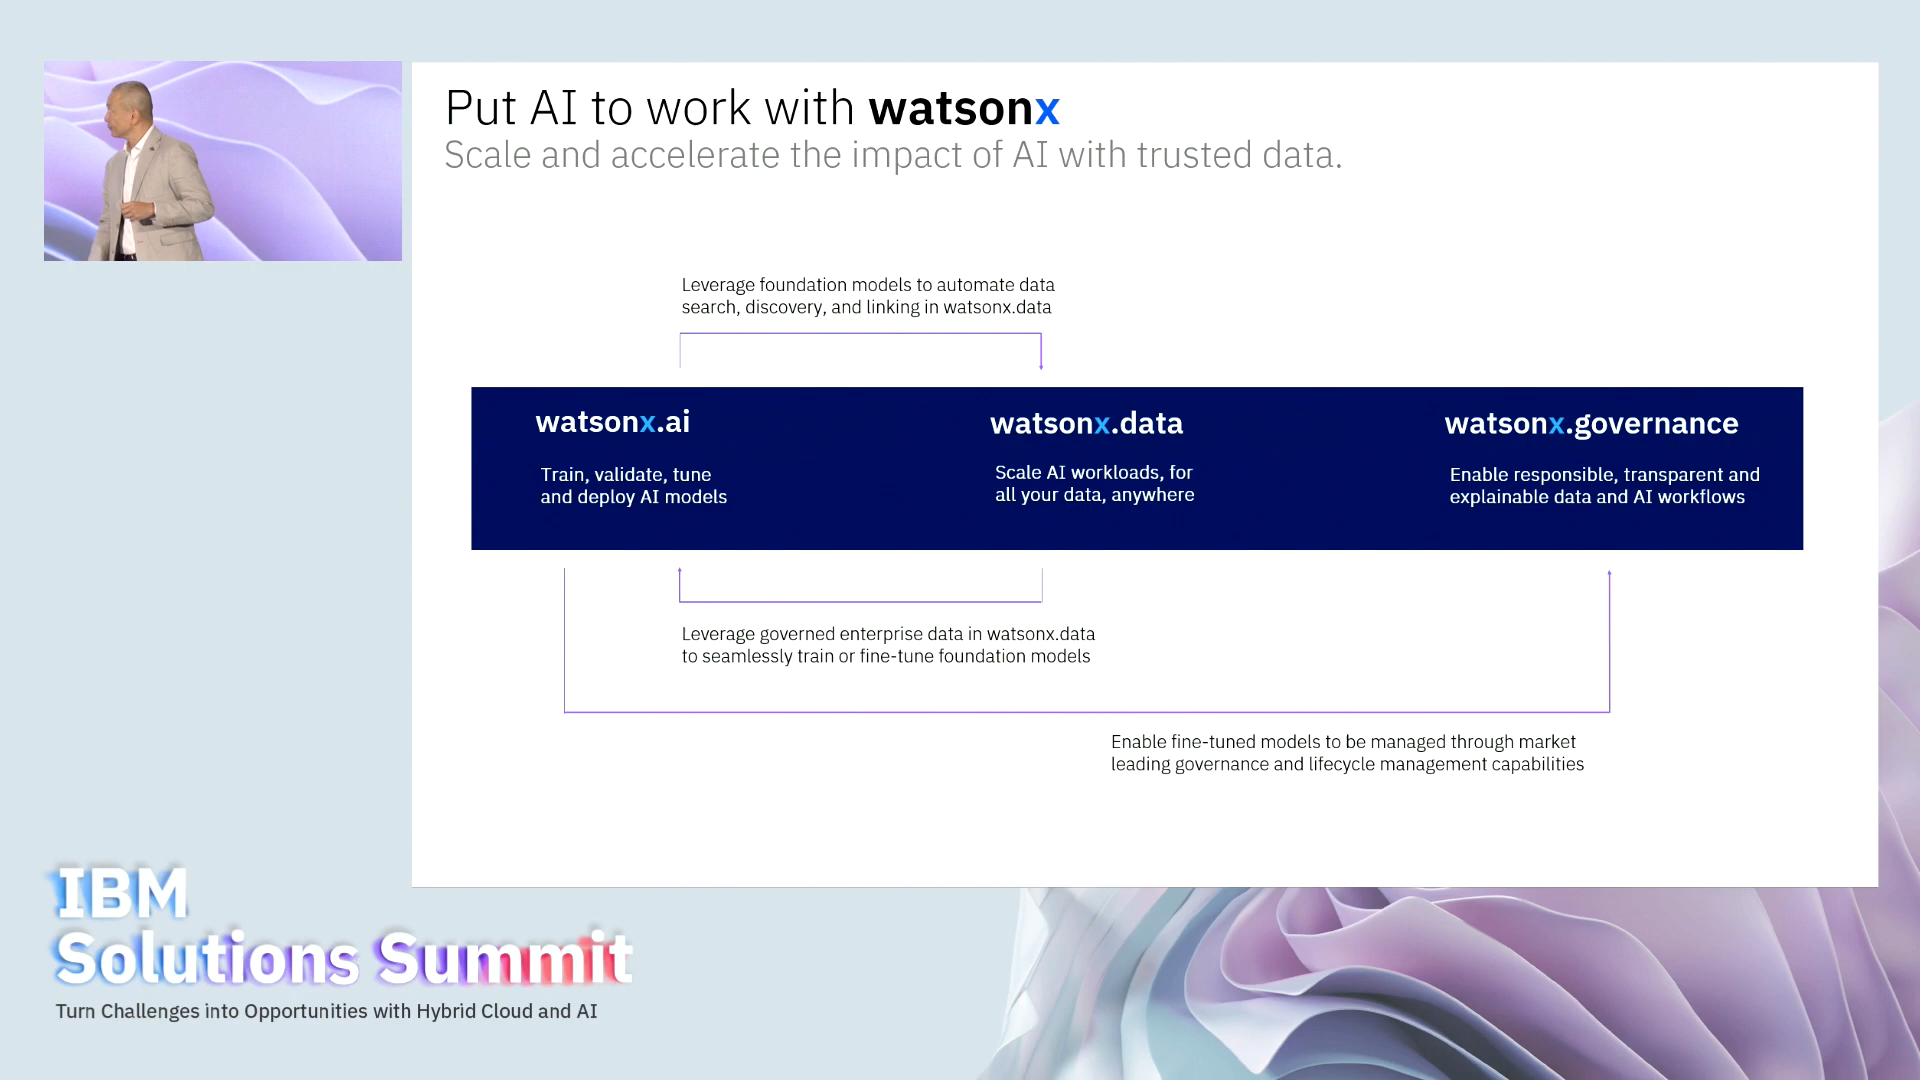 Put AI to work with watsonx
Scale and accelerate the impact of AI with trusted data.
Leverage foundation models to automate data
search, discovery, and linking in watsonx.data
watsonx.ai
Train, validate, tune
and deploy AI models
watsonx.data
Scale AI workloads, for
all your data, anywhere
watsonx.governance
Enable responsible, transparent and
explainable data and AI workflows
Leverage governed enterprise data in watsonx.data
to seamlessly train or fine-tune foundation models
Enable fine-tuned models to be managed through market
leading governance and lifecycle management capabilities
IBM
Solutions Summit
Turn Challenges into Opportunities with Hybrid Cloud and AI